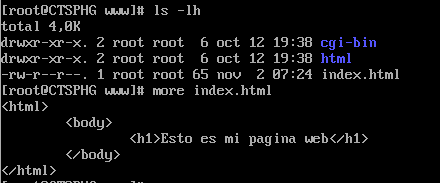 [root@CTSPHG www]# ls -lh
total 4,0K
drwxr-xr-x. 2 root root  6 oct 12 19:38 cgi-bin
drwxr-xr-x. 2 root root  6 oct 12 19:38 html
-rw-r--r--. 1 root root 65 nov  2 07:24 index.html
[root@CTSPHG www]# more index.html
<html>
        <body>
                <h1>Esto es mi pagina web</h1>
        </body>
</html>